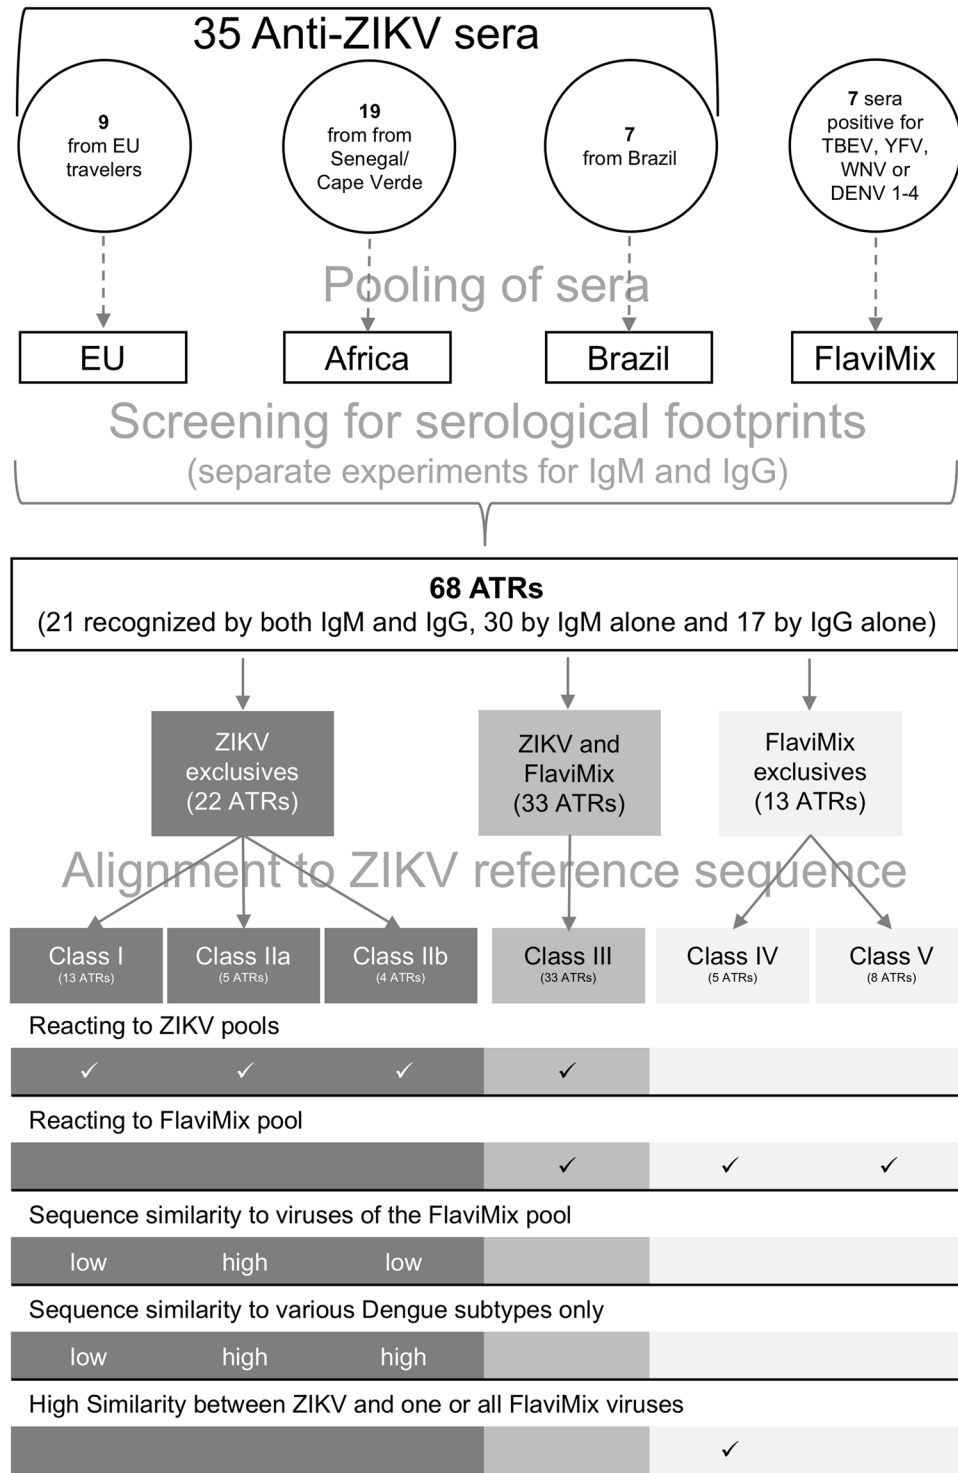 35 Anti-ZIKV sera
9
from EU
travelers
19
from from
Senegal/
Cape Verde
7
from Brazil
7 sera
positive for
TBEV, YFV,
WNV or
DENV 1-4
Pooling of sera
EU
Africa
Brazil
FlaviMix
Screening for serological footprints
(separate experiments for IgM and IgG)
68 ATRs
(21 recognized by both IgM and IgG, 30 by IgM alone and 17 by IgG alone)
ZIKV
exclusives
(22 ATRs)
ZIKV and
FlaviMix
(33 ATRs)
FlaviMix
exclusives
(13 ATRs)
Alignment to ZIKV reference sequence
Class I
(13 ATRs)
Class IIa
(5 ATRs)
Class IIb
(4 ATRs)
Class III
(33 ATRs)
Class IV
(5 ATRs)
Class V
(8 ATRs)
Reacting to ZIKV pools
✓ ✓ ✓ ✓
Reacting to FlaviMix pool
✓ ✓ ✓
Sequence similarity to viruses of the FlaviMix pool
low high low
Sequence similarity to various Dengue subtypes only
low high high
High Similarity between ZIKV and one or all FlaviMix viruses
✓